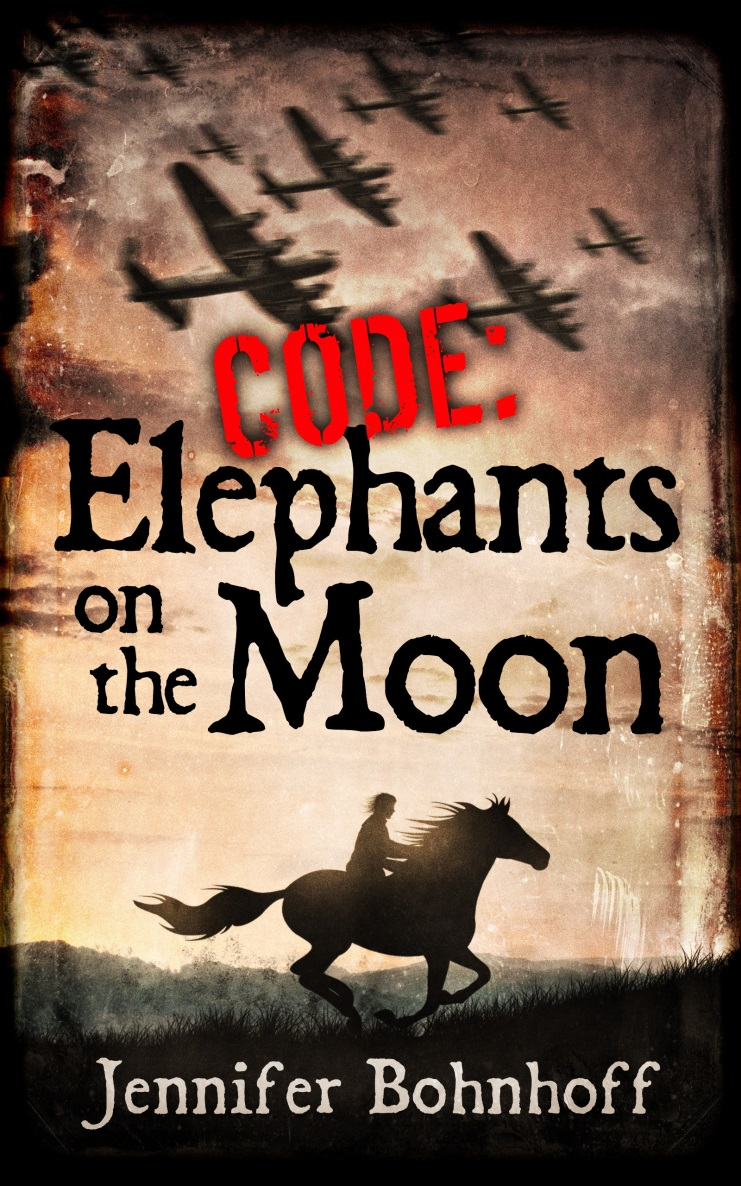 CODE:
Elephants
on
the Moon
Jennifer Bohnhoff